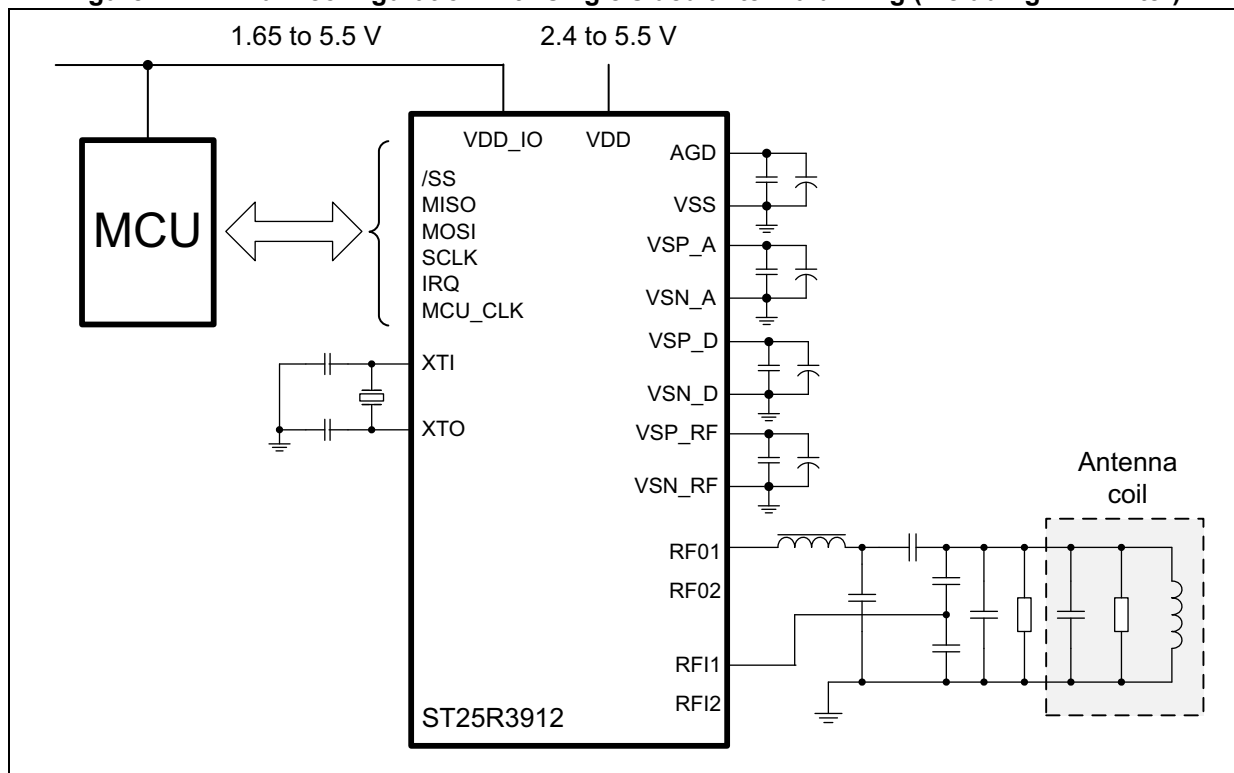 1.65 to 5.5 V
2.4 to 5.5 V
MCU
VDD_IO
VDD
/SS
MISO
MOSI
SCLK
IRQ
MCU_CLK
XTI
XTO
AGD
VSS
VSP_A
VSN_A
VSP_D
VSN_D
VSP_RF
VSN_RF
RF01
RF02
RFI1
RFI2
ST25R3912
Antenna
coil